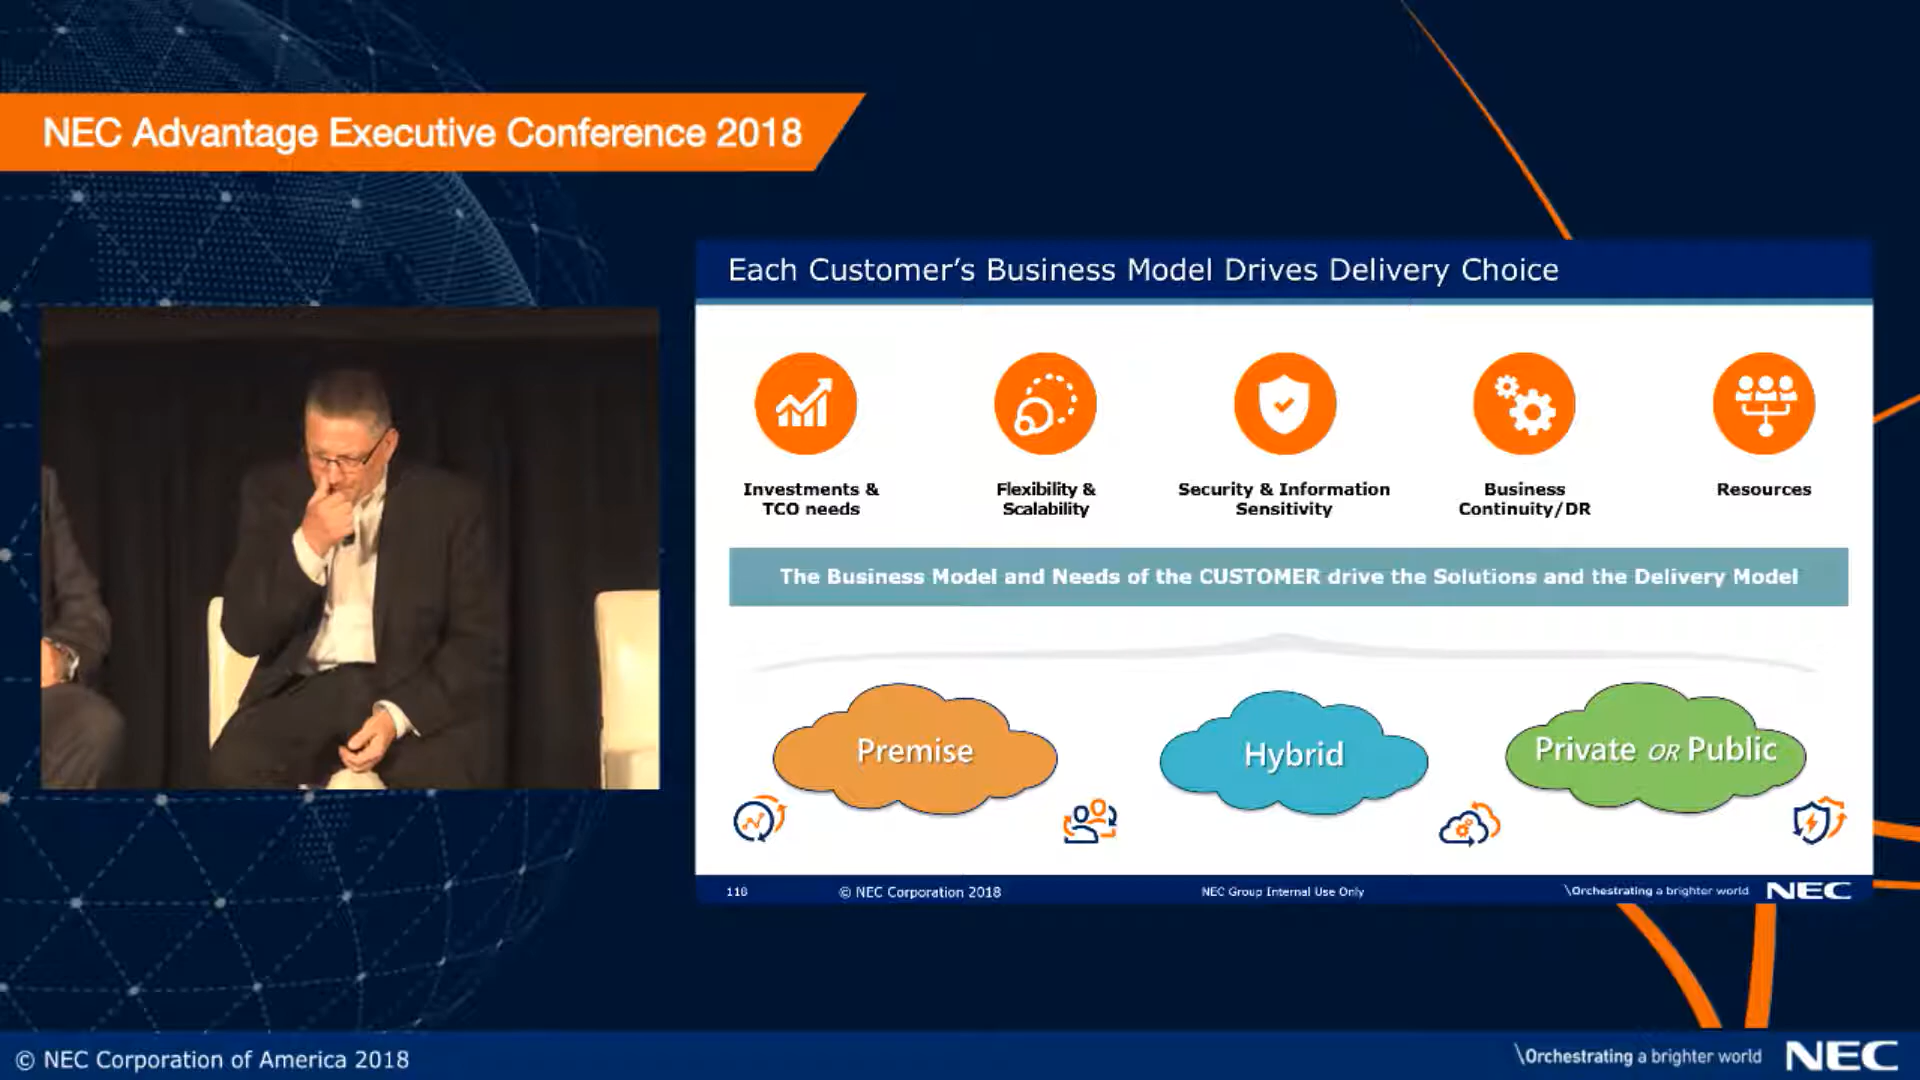 NEC Advantage Executive Conference 2018
Each Customer's Business Model Drives Delivery Choice
Investments &
TCO needs
Flexibility &
Scalability
Security & Information
Sensitivity
Business
Continuity/DR
Resources
The Business Model and Needs of the CUSTOMER drive the Solutions and the Delivery Model
Premise
Hybrid
Private OR Public
118
© NEC Corporation 2018
NEC Group Internal Use Only
\Orchestrating a brighter world
NEC
© NEC Corporation of America 2018
\Orchestrating a brighter world
NEC